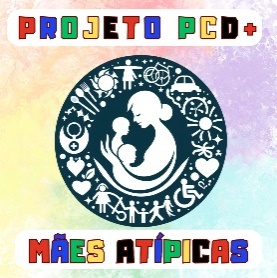 PROJETO PCD+
MÃES ATÍPICAS